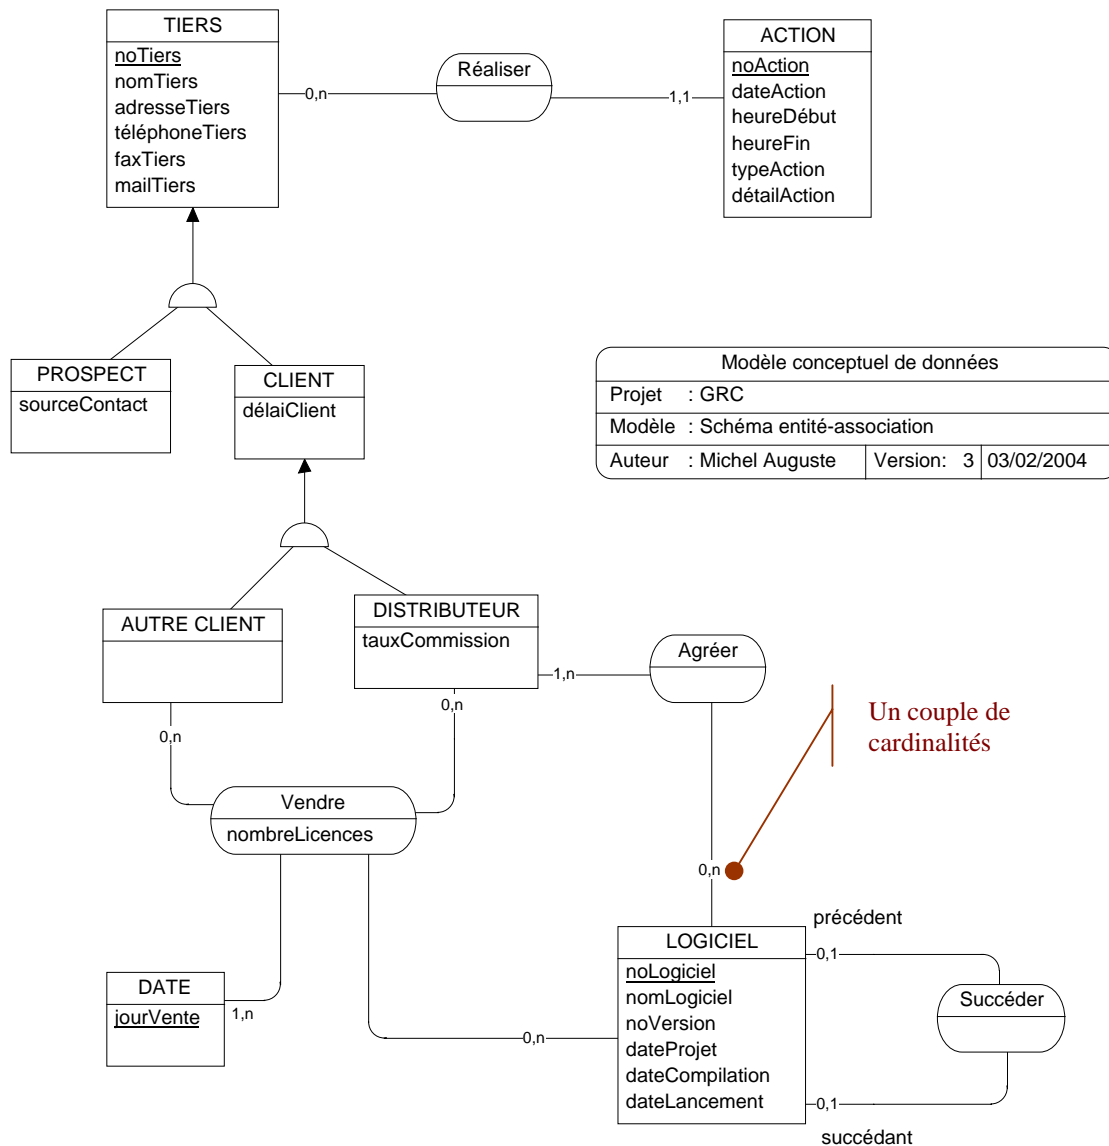 TIERS
noTiers
nomTiers
adresseTiers
téléphoneTiers
faxTiers
mailTiers
0,n
Réaliser
1,1
ACTION
noAction
dateAction
heureDébut
heureFin
typeAction
détailAction
PROSPECT
sourceContact
CLIENT
délaiClient
Modèle conceptuel de données
Projet : GRC
Modèle : Schéma entité-association
Auteur : Michel Auguste Version: 3 03/02/2004
AUTRE CLIENT
DISTRIBUTEUR
tauxCommission
1,n
Agréer
0,n
0,n
Un couple de
cardinalités
Vendre
nombreLicences
0,n
précédent
LOGICIEL
noLogiciel
nomLogiciel
noVersion
dateProjet
dateCompilation
dateLancement
0,1
Succéder
0,1
succédant
DATE
jourVente
1,n
0,n